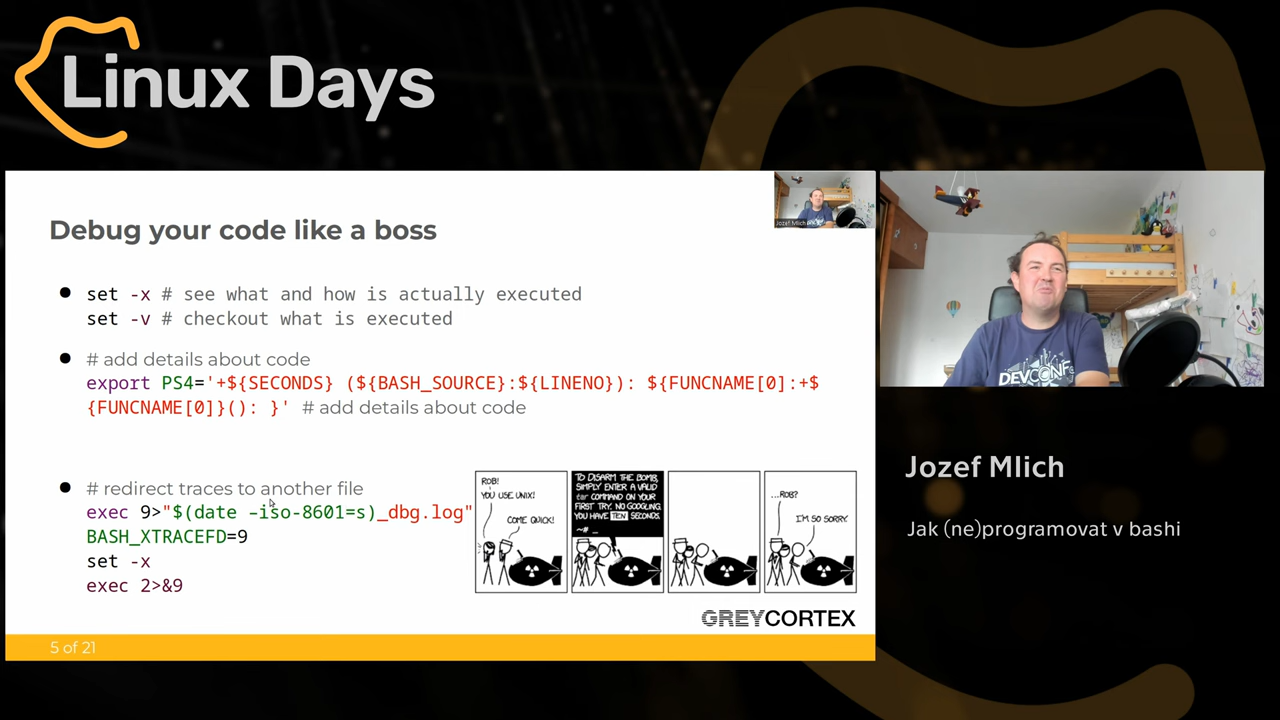 Linux Days
Debug your code like a boss
Jozef Mlich
● set -x # see what and how is actually executed
set -v # checkout what is executed
● # add details about code
export PS4='+${SECONDS} (${BASH_SOURCE}:${LINENO}): ${FUNCNAME[0]:+$
{FUNCNAME[0]}(): }' # add details about code
● # redirect traces to another file
exec 9>"$(date –iso-8601=s)_dbg.log"
BASH_XTRACEFD=9
set -x
exec 2>&9
ROB!
YOU USE UNIX!
COME QUICK!
TO DISARM THE BOMB,
SIMPLY ENTER A VALID
tar COMMAND ON YOUR
FIRST TRY. NO GOOGLING.
YOU HAVE TEN SECONDS.
~# _
...ROB?
I'M SO SORRY.
GREYCORTEX
5 of 21
DEVCONF
Jozef Mlich
Jak (ne)programovat v bashi